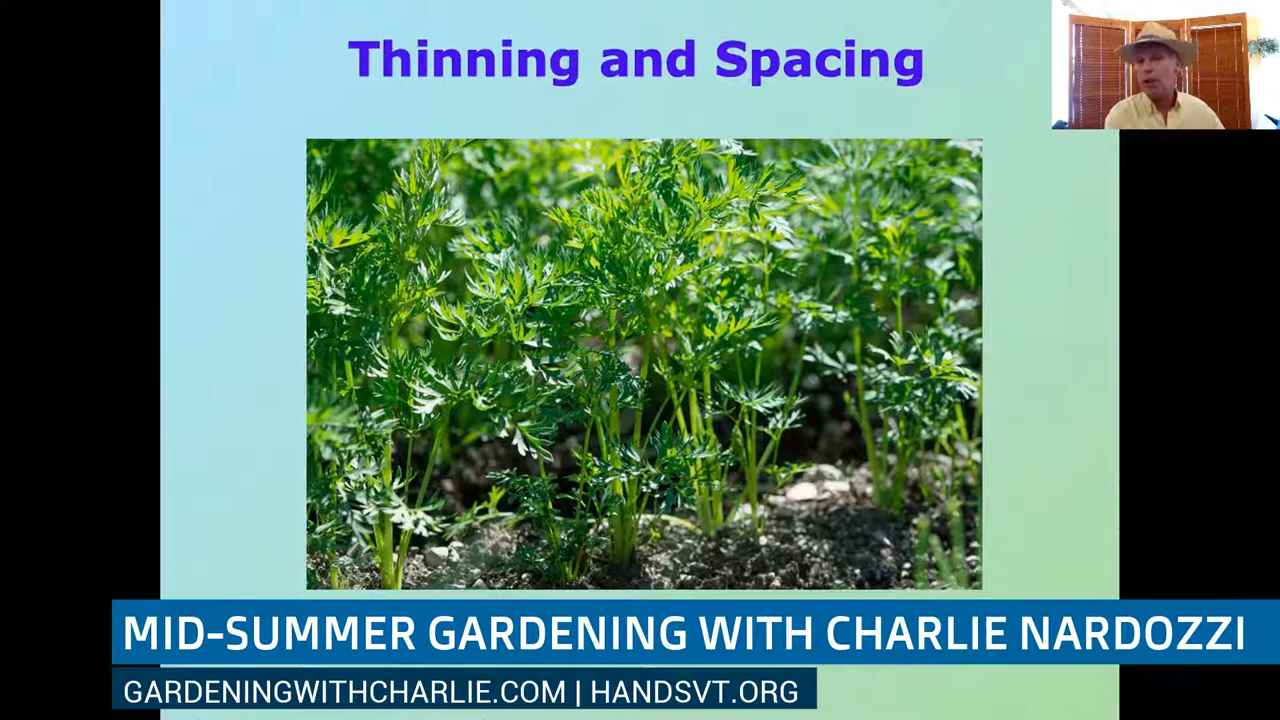 Thinning and Spacing
MID-SUMMER GARDENING WITH CHARLIE NARDOZZI
GARDENINGWITHCHARLIE.COM | HANDSVT.ORG